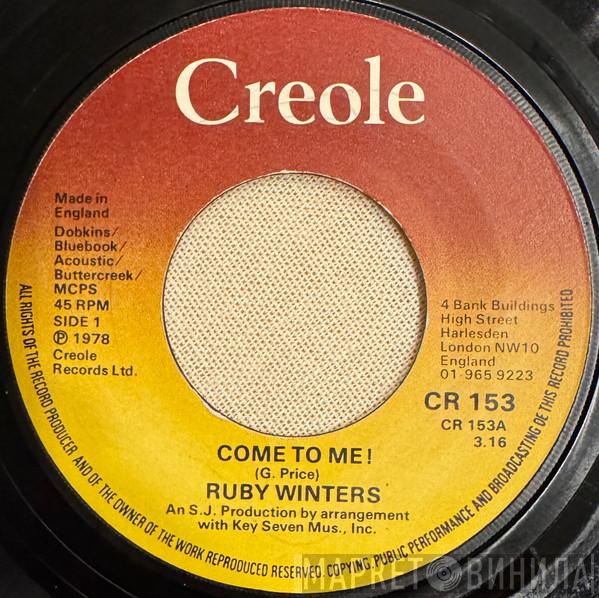 Creole
Made in
England
Dobkins/
Bluebook/
Acoustic/
Buttercreek/
MCPS
45 RPM
SIDE 1
℗ 1978
Creole
Records Ltd.
4 Bank Buildings
High Street
Harlesden
London NW10
England
01-965 9223
CR 153
CR 153A
3.16
COME TO ME!
(G. Price)
RUBY WINTERS
An S.J. Production by arrangement
with Key Seven Mus., Inc.
ALL RIGHTS OF THE RECORD PRODUCER AND OF THE OWNER OF THE WORK REPRODUCED RESERVED. COPYING, PUBLIC PERFORMANCE AND BROADCASTING OE THIS RECORD PROHIBITED
МАРКЕТ ВИНИЛА